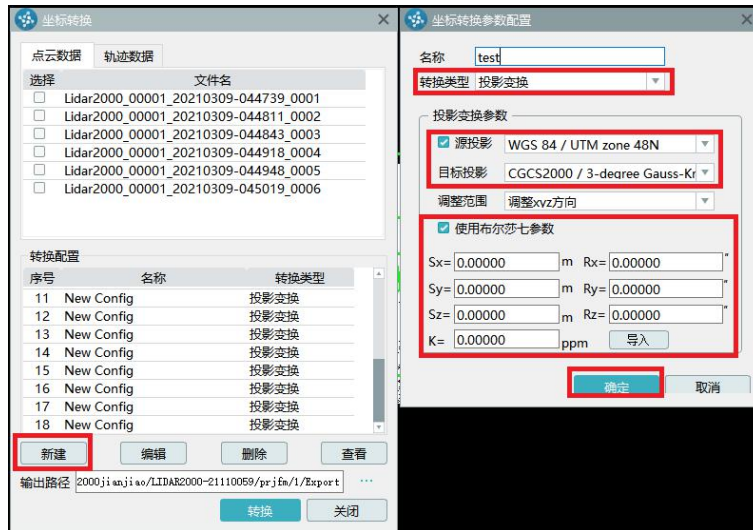 坐标转换
点云数据 轨迹数据
选择 文件名
Lidar2000_00001_20210309-044739_0001
Lidar2000_00001_20210309-044811_0002
Lidar2000_00001_20210309-044843_0003
Lidar2000_00001_20210309-044918_0004
Lidar2000_00001_20210309-044948_0005
Lidar2000_00001_20210309-045019_0006
转换配置
序号 名称 转换类型
11 New Config 投影变换
12 New Config 投影变换
13 New Config 投影变换
14 New Config 投影变换
15 New Config 投影变换
16 New Config 投影变换
17 New Config 投影变换
18 New Config 投影变换
新建 编辑 删除 查看
输出路径 2000jianjiao/LIDAR2000-21110059/prjfm/1/Export ...
转换 关闭
坐标转换参数配置
名称 test
转换类型 投影变换
投影变换参数
源投影 WGS 84 / UTM zone 48N
目标投影 CGCS2000 / 3-degree Gauss-Kr
调整范围 调整xyz方向
使用布尔莎七参数
Sx= 0.00000 m Rx= 0.00000 "
Sy= 0.00000 m Ry= 0.00000 "
Sz= 0.00000 m Rz= 0.00000 "
K= 0.00000 ppm 导入
确定 取消